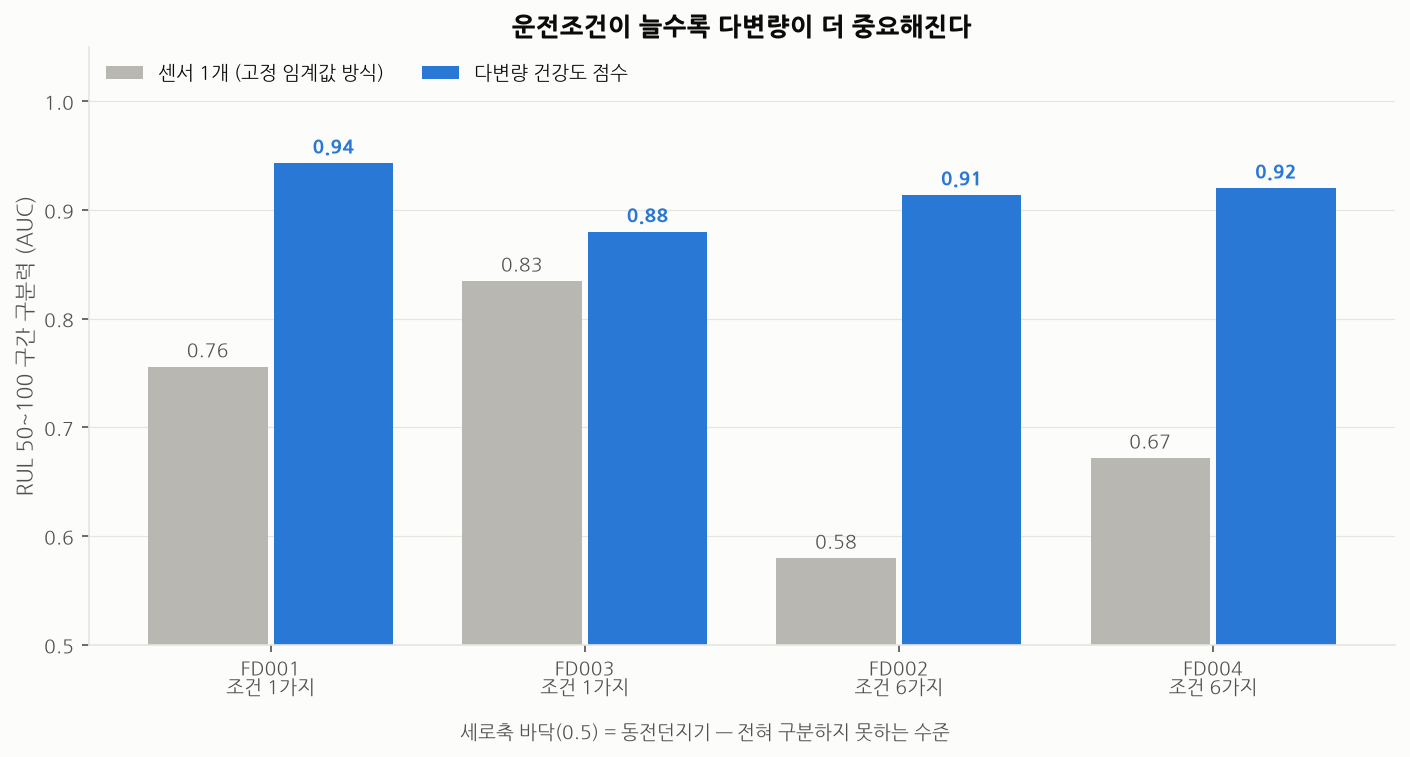 운전조건이 늘수록 다변량이 더 중요해진다
센서 1개 (고정 임계값 방식)
다변량 건강도 점수
RUL 50~100 구간 구분력 (AUC)
1.0
0.9
0.8
0.7
0.6
0.5
0.76
0.94
0.83
0.88
0.58
0.91
0.67
0.92
FD001
조건 1가지
FD003
조건 1가지
FD002
조건 6가지
FD004
조건 6가지
세로축 바닥(0.5) = 동전던지기 — 전혀 구분하지 못하는 수준